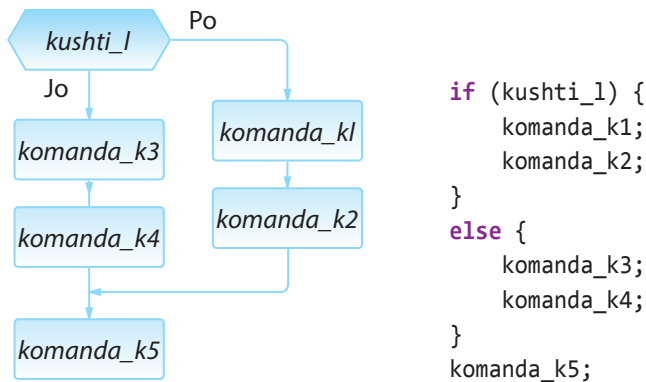 kushti_l
Po
Jo
komanda_kl
komanda_k3
komanda_k2
komanda_k4
komanda_k5
if (kushti_l) {
    komanda_k1;
    komanda_k2;
}
else {
    komanda_k3;
    komanda_k4;
}
komanda_k5;